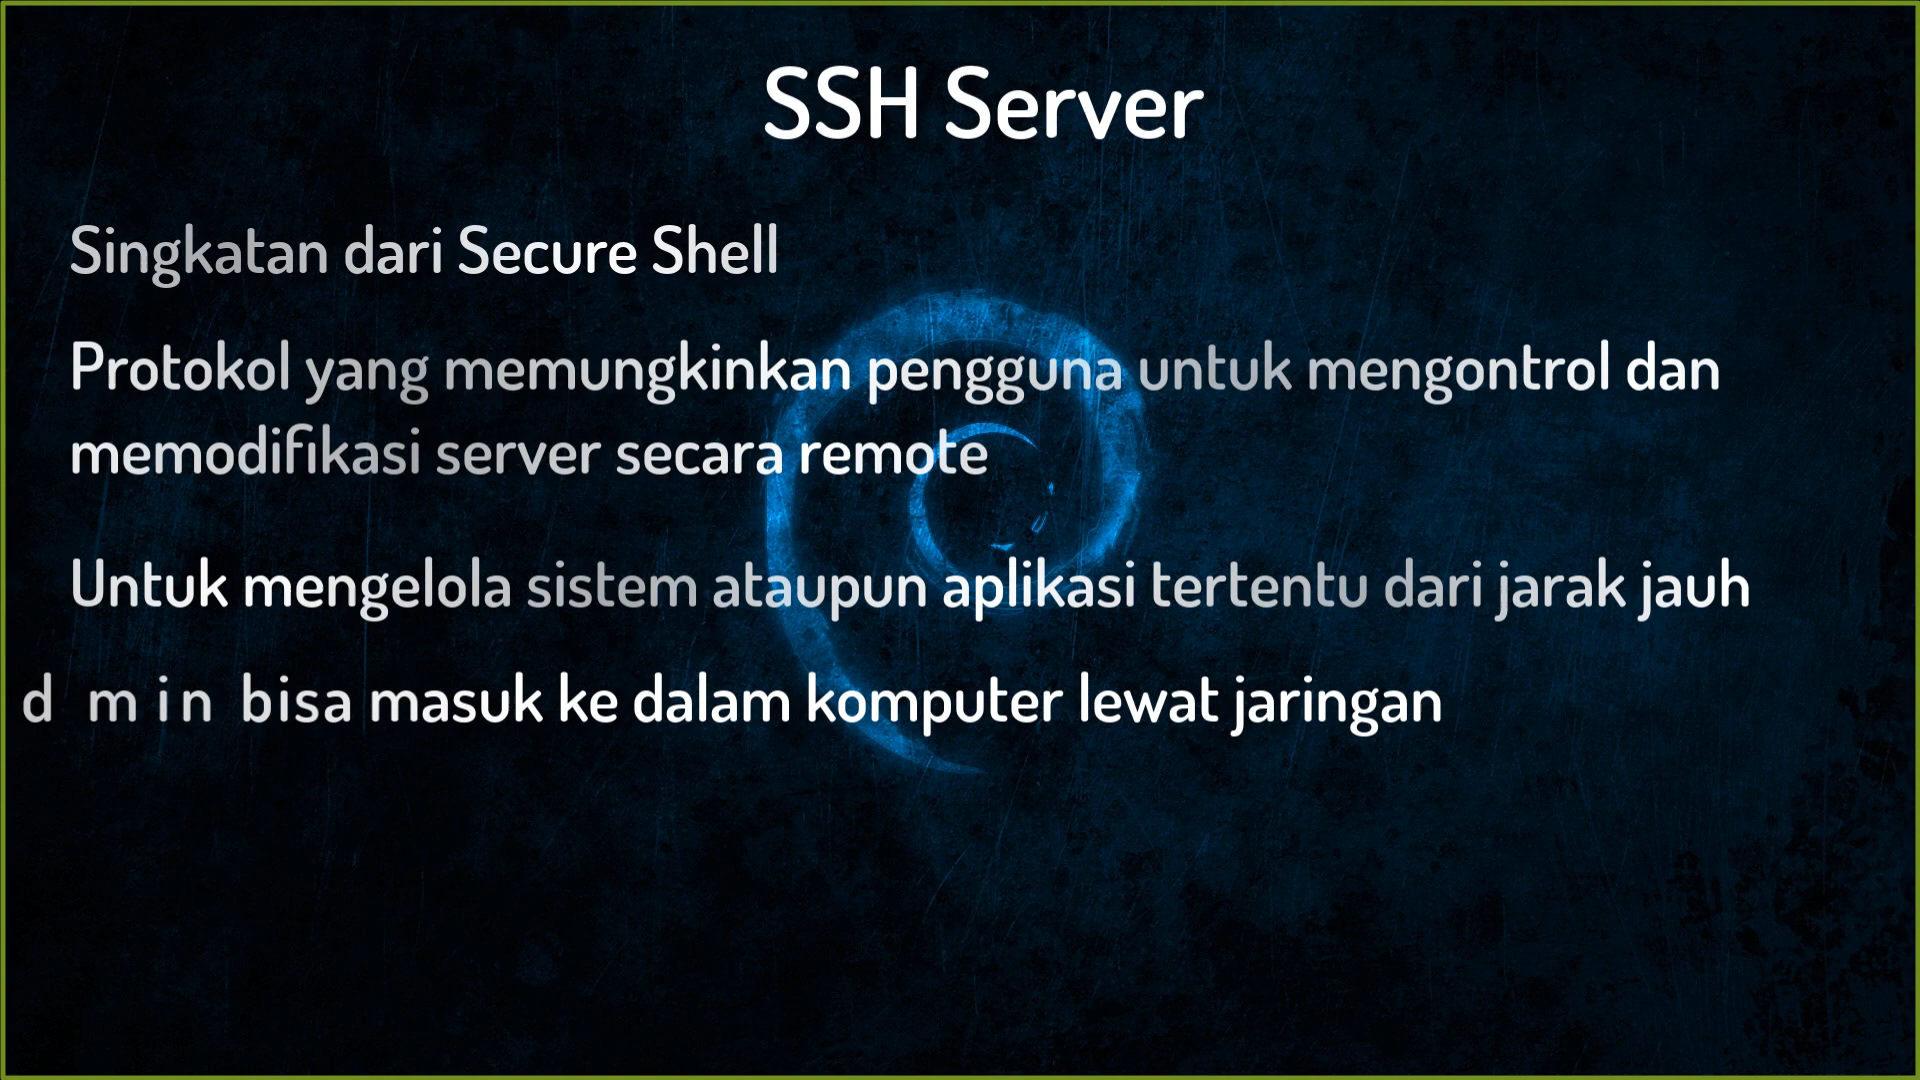 SSH Server
Singkatan dari Secure Shell
Protokol yang memungkinkan pengguna untuk mengontrol dan
memodifikasi server secara remote
Untuk mengelola sistem ataupun aplikasi tertentu dari jarak jauh
d m i n bisa masuk ke dalam komputer lewat jaringan